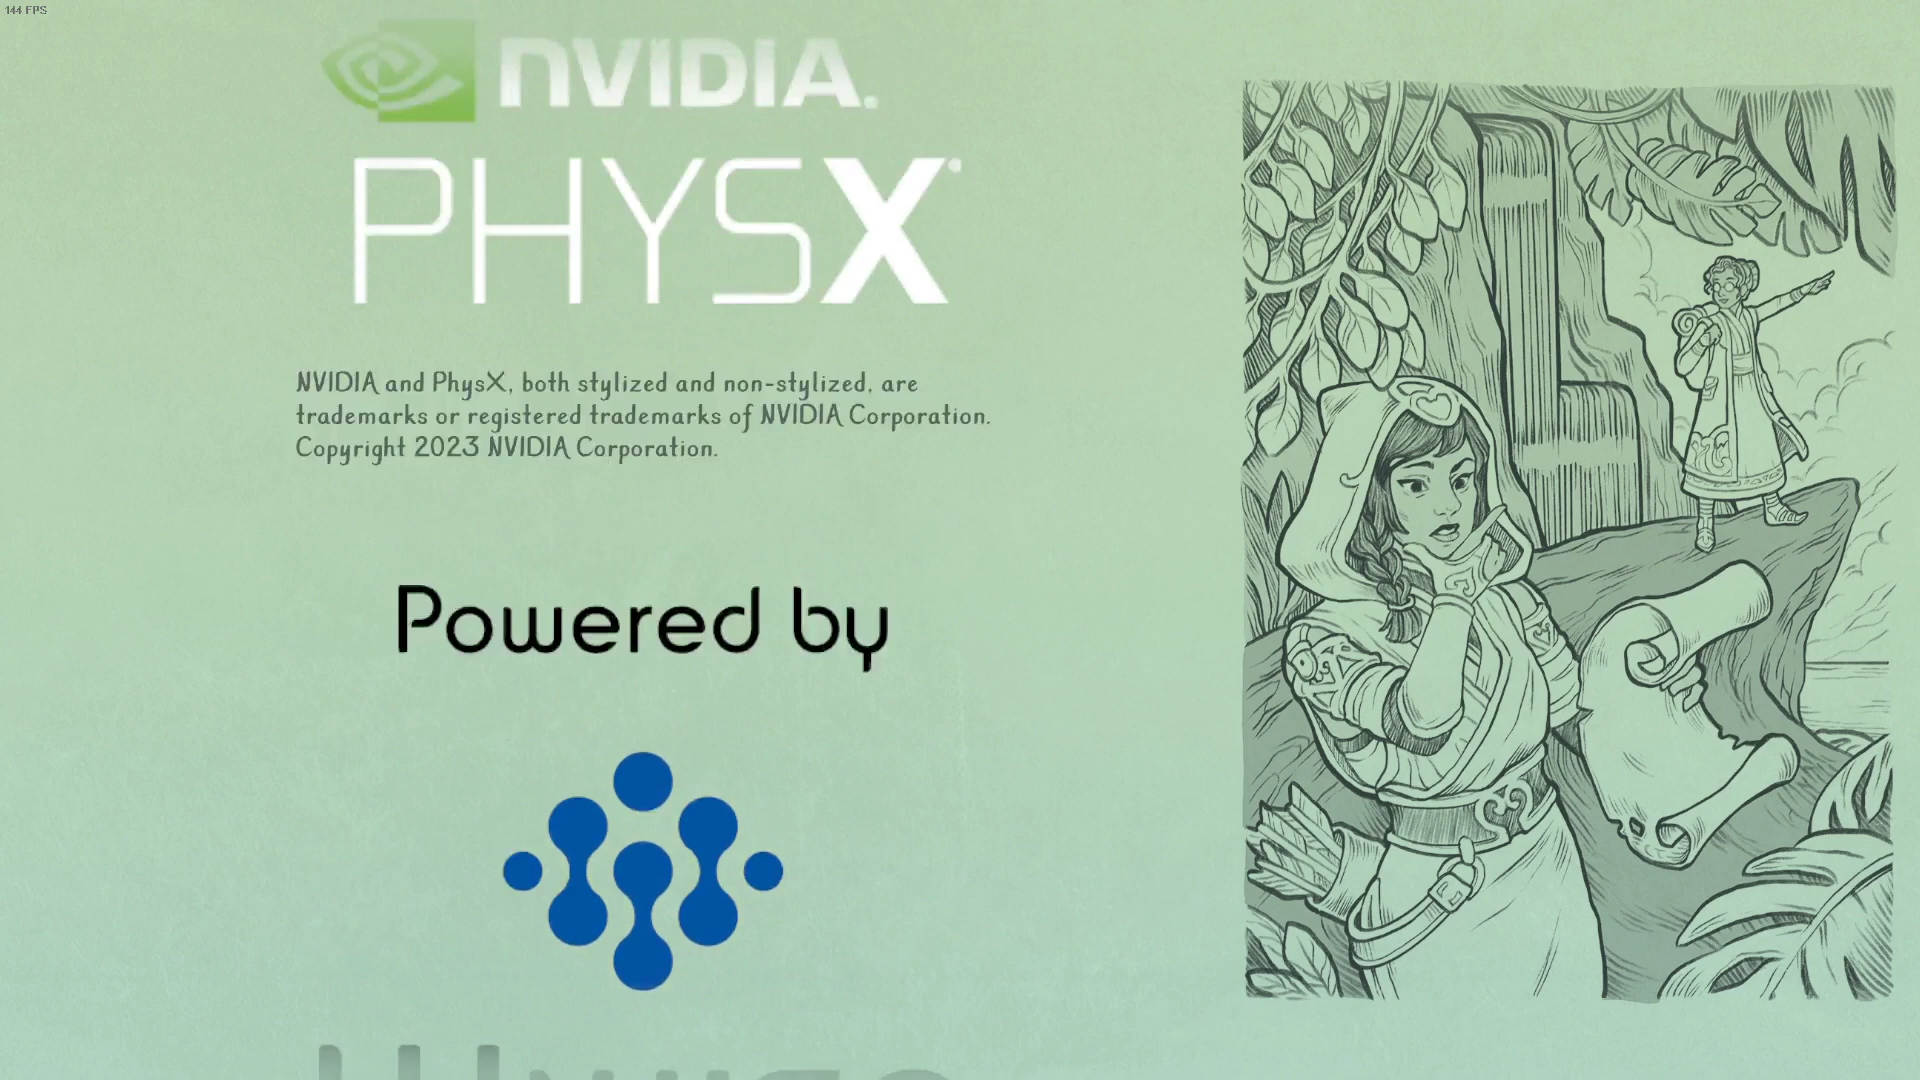 144 FPS
NVIDIA.
PHYSX
NVIDIA and PhysX, both stylized and non-stylized, are
trademarks or registered trademarks of NVIDIA Corporation.
Copyright 2023 NVIDIA Corporation.
Powered by